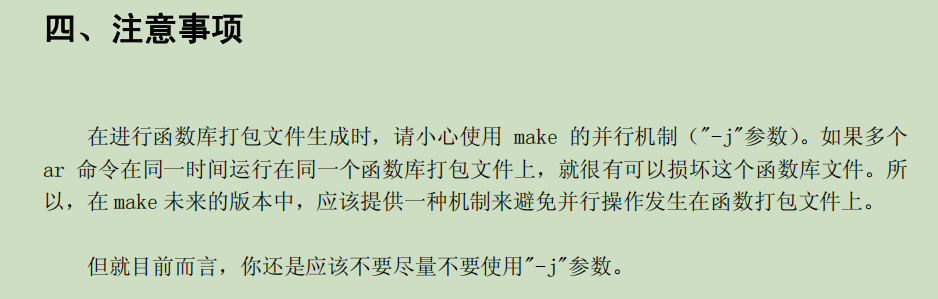 四、注意事项
在进行函数库打包文件生成时，请小心使用 make 的并行机制（"-j"参数）。如果多个
ar 命令在同一时间运行在同一个函数库打包文件上，就很有可以损坏这个函数库文件。所
以，在 make 未来的版本中，应该提供一种机制来避免并行操作发生在函数打包文件上。
但就目前而言，你还是应该不要尽量不要使用"-j"参数。